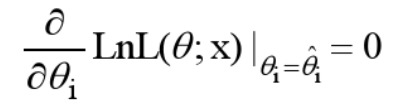 ∂/∂θᵢ LnL(θ; x) |_{θᵢ=θ̂ᵢ} = 0